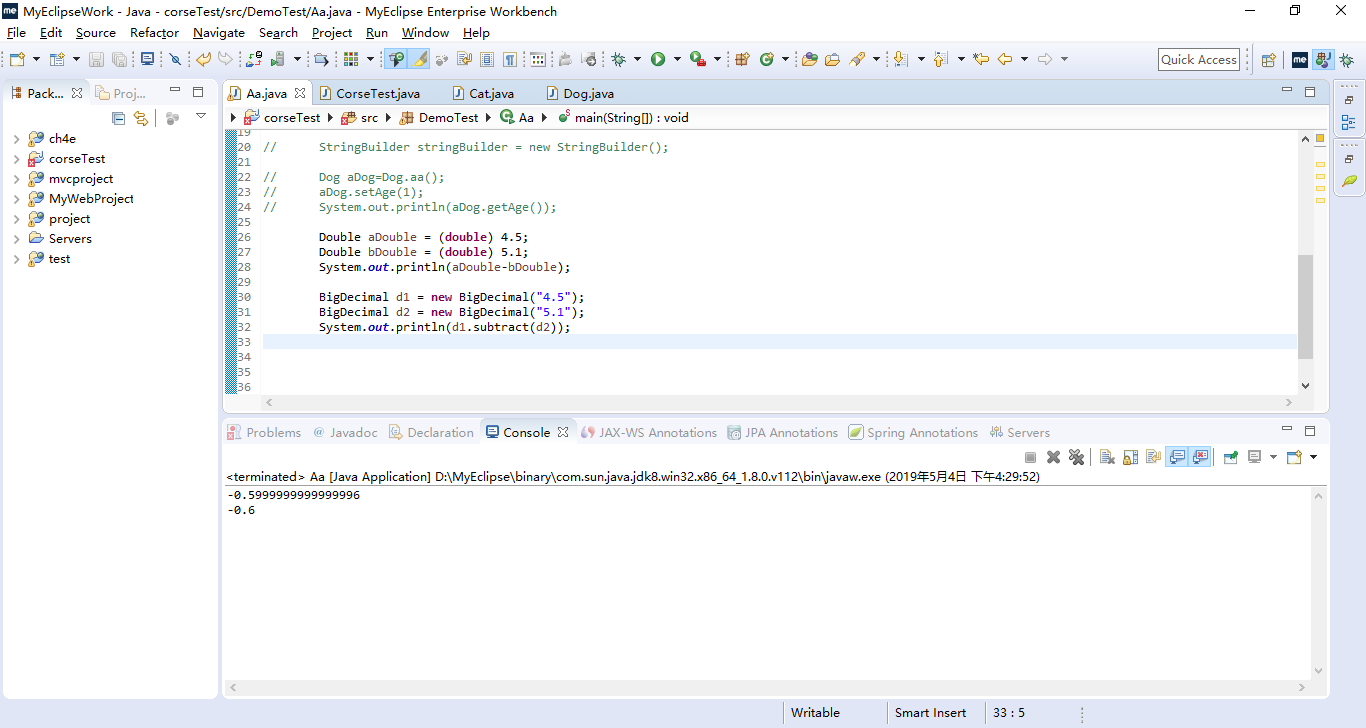 me MyEclipseWork - Java - corseTest/src/DemoTest/Aa.java - MyEclipse Enterprise Workbench
File Edit Source Refactor Navigate Search Project Run Window Help
Quick Access me
Pack... Proj...
ch4e
corseTest
mvcproject
MyWebProject
project
Servers
test
Aa.java CorseTest.java Cat.java Dog.java
corseTest src DemoTest Aa main(String[]) : void
19
20 // StringBuilder stringBuilder = new StringBuilder();
21
22 // Dog aDog=Dog.aa();
23 // aDog.setAge(1);
24 // System.out.println(aDog.getAge());
25
26 Double aDouble = (double) 4.5;
27 Double bDouble = (double) 5.1;
28 System.out.println(aDouble-bDouble);
29
30 BigDecimal d1 = new BigDecimal("4.5");
31 BigDecimal d2 = new BigDecimal("5.1");
32 System.out.println(d1.subtract(d2));
33
34
35
36
Problems @ Javadoc Declaration Console JAX-WS Annotations JPA Annotations Spring Annotations Servers
<terminated> Aa [Java Application] D:\MyEclipse\binary\com.sun.java.jdk8.win32.x86_64_1.8.0.v112\bin\javaw.exe (2019年5月4日 下午4:29:52)
-0.5999999999999996
-0.6
Writable Smart Insert 33 : 5